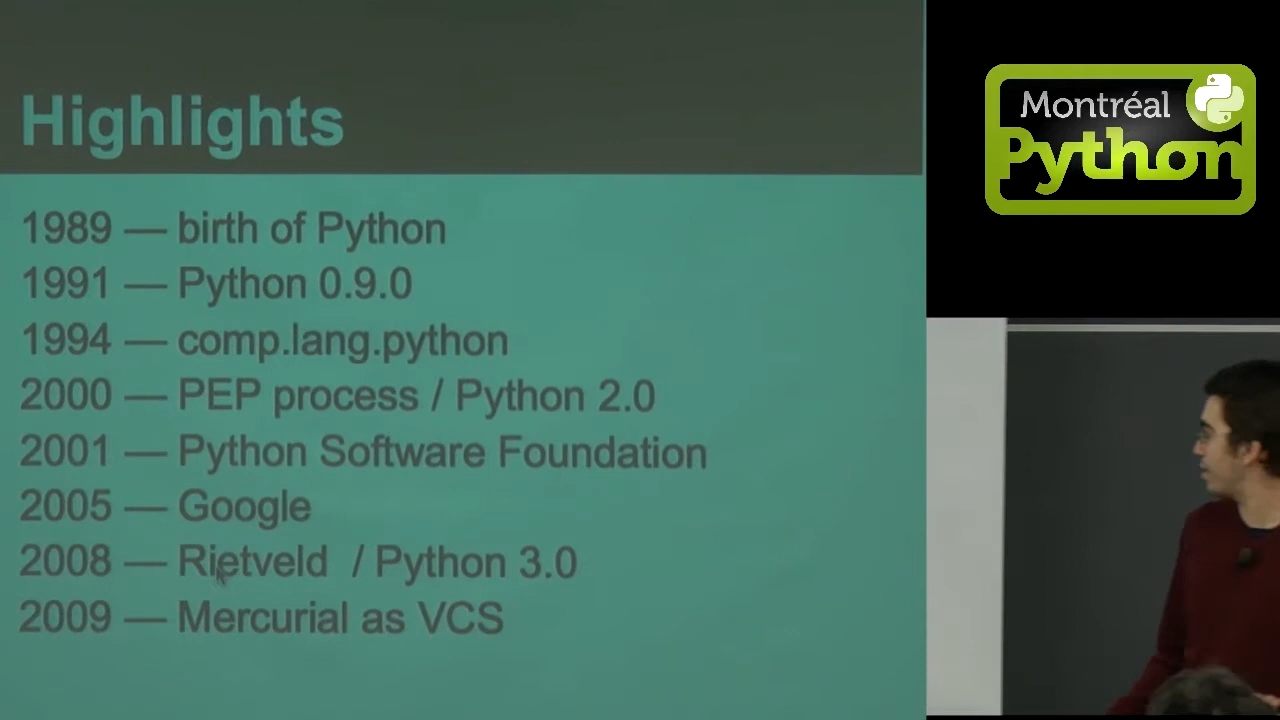 Highlights
1989 — birth of Python
1991 — Python 0.9.0
1994 — comp.lang.python
2000 — PEP process / Python 2.0
2001 — Python Software Foundation
2005 — Google
2008 — Rietveld / Python 3.0
2009 — Mercurial as VCS
Montréal
Python